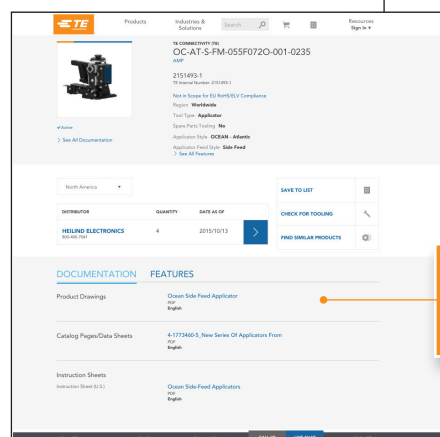 TE
Products
Industries & Solutions
Search
Resources
Sign In
TE CONNECTIVITY (TE)
OC-AT-S-FM-055F072O-001-0235
AMP
2151493-1
TE Internal Number: 2151493-1
Not in Scope for EU RoHS/ELV Compliance
Region Worldwide
Tool Type Applicator
Spare Parts Tooling No
Applicator Style OCEAN - Atlantic
Applicator Feed Style Side Feed
> See All Features
✓Active
> See All Documentation
North America
SAVE TO LIST
DISTRIBUTOR QUANTITY DATE AS OF
CHECK FOR TOOLING
HEILIND ELECTRONICS 4 2015/10/13 >
800-400-7041
FIND SIMILAR PRODUCTS
DOCUMENTATION FEATURES
Product Drawings
Ocean Side Feed Applicator
PDF
English
Catalog Pages/Data Sheets
4-1773460-5_New Series Of Applicators From
PDF
English
Instruction Sheets
Instruction Sheet (U.S.)
Ocean Side-Feed Applicators
PDF
English